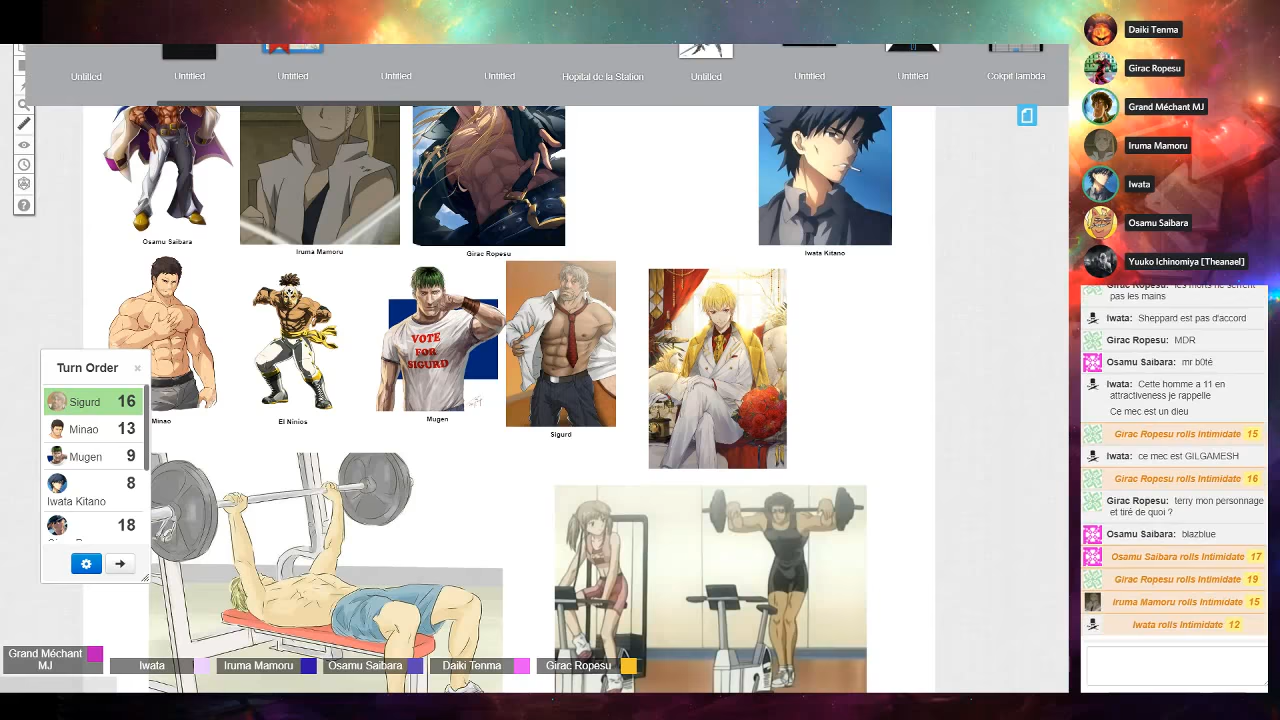 Untitled
Untitled
Untitled
Untitled
Untitled
Hopital de la Station
Untitled
Untitled
Untitled
Cokpit lambda
Osamu Saibara
Iruma Mamoru
Girac Ropesu
Iwata Kitano
Minao
El Ninios
VOTE
FOR
SIGURD
Mugen
Sigurd
Turn Order ×
Sigurd 16
Minao 13
Mugen 9
8
Iwata Kitano
18
Grand Méchant
MJ
Iwata
Iruma Mamoru
Osamu Saibara
Daiki Tenma
Girac Ropesu
Daiki Tenma
Girac Ropesu
Grand Méchant MJ
Iruma Mamoru
Iwata
Osamu Saibara
Yuuko Ichinomiya [Theanael]
pas les mains
Iwata: Sheppard est pas d'accord
Girac Ropesu: MDR
Osamu Saibara: mr bôté
Iwata: Cette homme a 11 en
attractiveness je rappelle
Ce mec est un dieu
Girac Ropesu rolls Intimidate 15
Iwata: ce mec est GILGAMESH
Girac Ropesu rolls Intimidate 16
Girac Ropesu: terry mon personnage
et tiré de quoi ?
Osamu Saibara: blazblue
Osamu Saibara rolls Intimidate 17
Girac Ropesu rolls Intimidate 19
Iruma Mamoru rolls Intimidate 15
Iwata rolls Intimidate 12